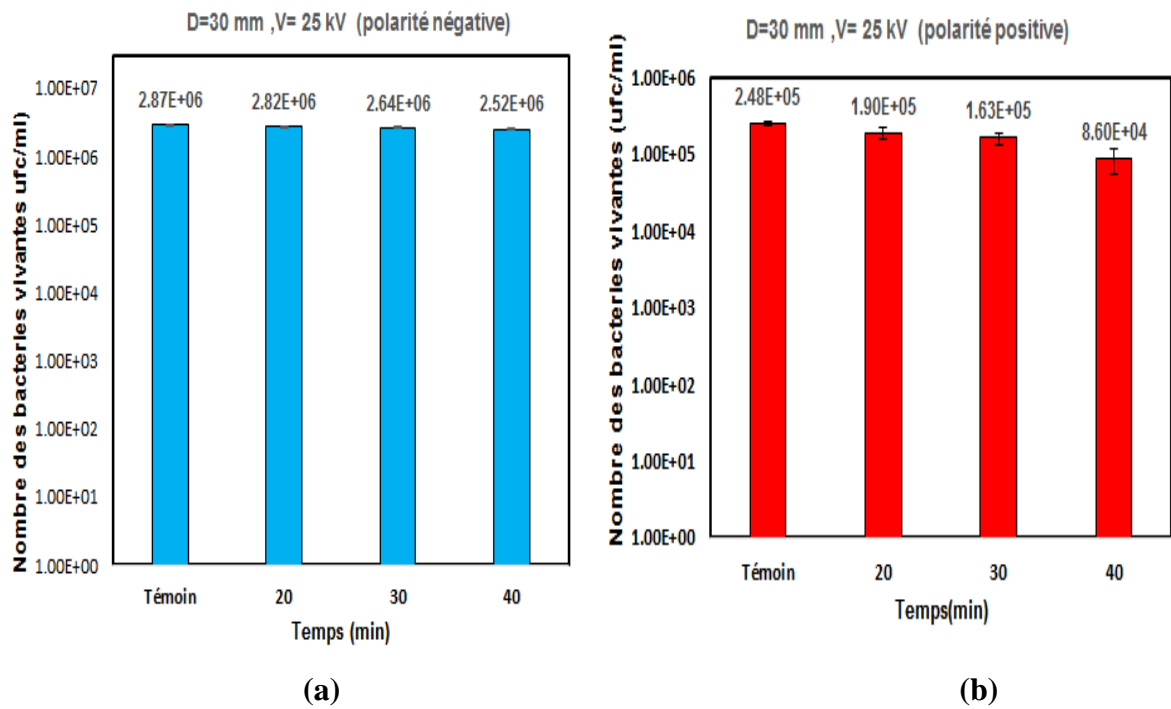 D=30 mm ,V= 25 kV (polarité négative)
Nombre des bacteries vivantes ufc/ml)
1.00E+07
1.00E+06
1.00E+05
1.00E+04
1.00E+03
1.00E+02
1.00E+01
1.00E+00
2.87E+06
2.82E+06
2.64E+06
2.52E+06
Témoin
20
30
40
Temps (min)
(a)
D=30 mm ,V= 25 kV (polarité positive)
Nombre des bacteries vivantes (ufc/ml)
1.00E+06
1.00E+05
1.00E+04
1.00E+03
1.00E+02
1.00E+01
1.00E+00
2.48E+05
1.90E+05
1.63E+05
8.60E+04
Témoin
20
30
40
Temps(min)
(b)